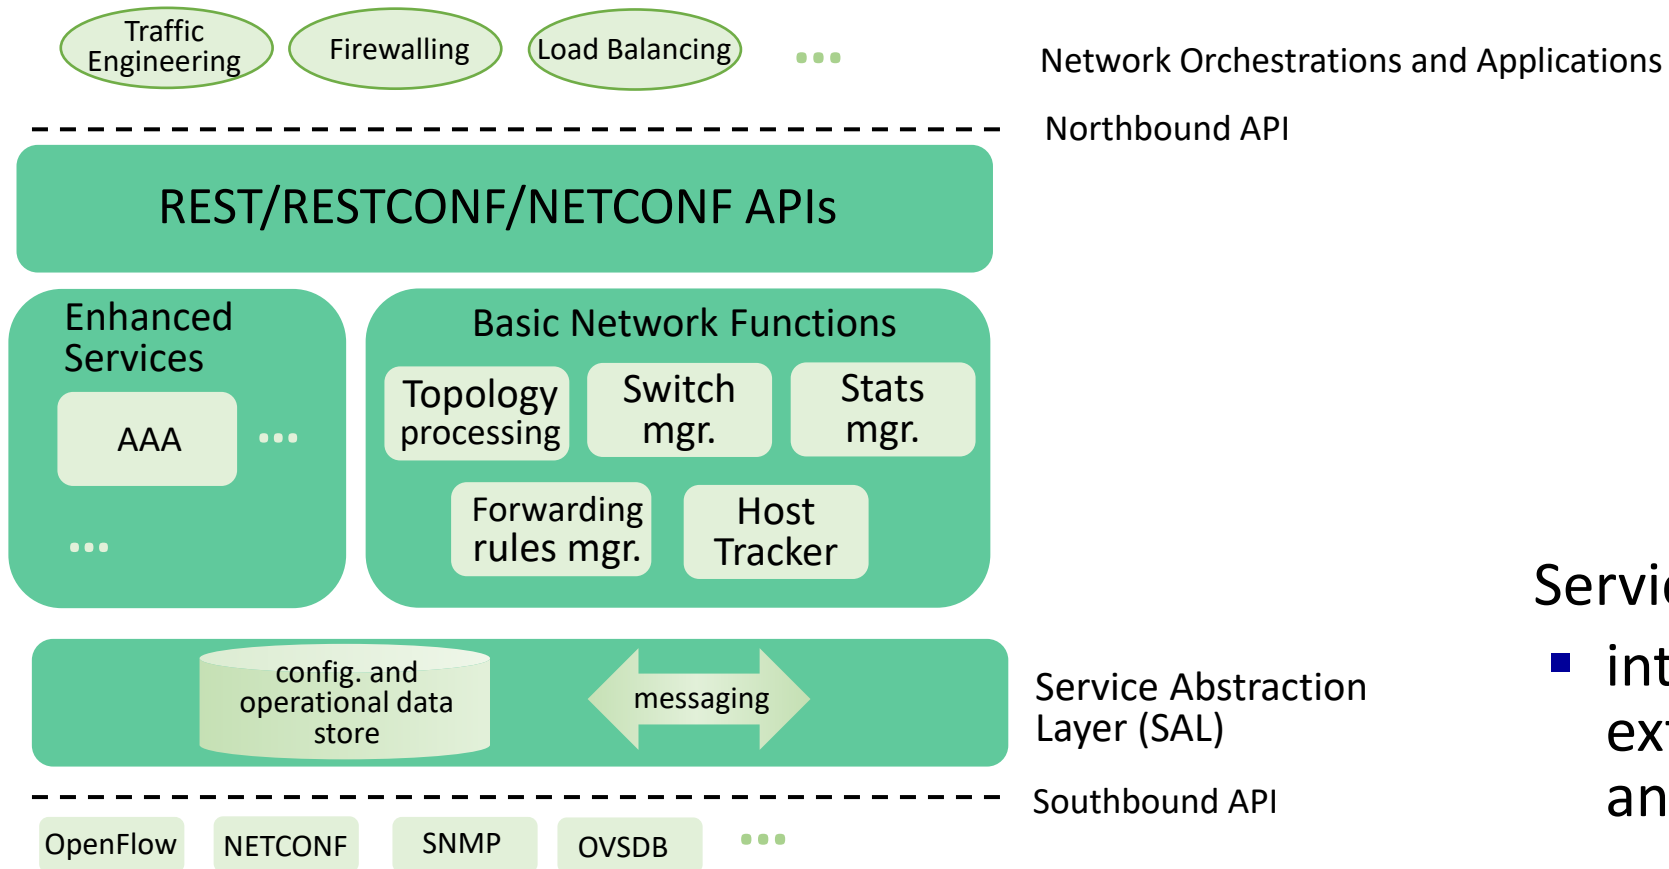 Traffic
Engineering
Firewalling
Load Balancing
...
Network Orchestrations and Applications
Northbound API
REST/RESTCONF/NETCONF APIs
Enhanced
Services
AAA
...
...
Basic Network Functions
Topology
processing
Switch
mgr.
Stats
mgr.
Forwarding
rules mgr.
Host
Tracker
config. and
operational data
store
messaging
Service Abstraction
Layer (SAL)
Southbound API
OpenFlow
NETCONF
SNMP
OVSDB
...